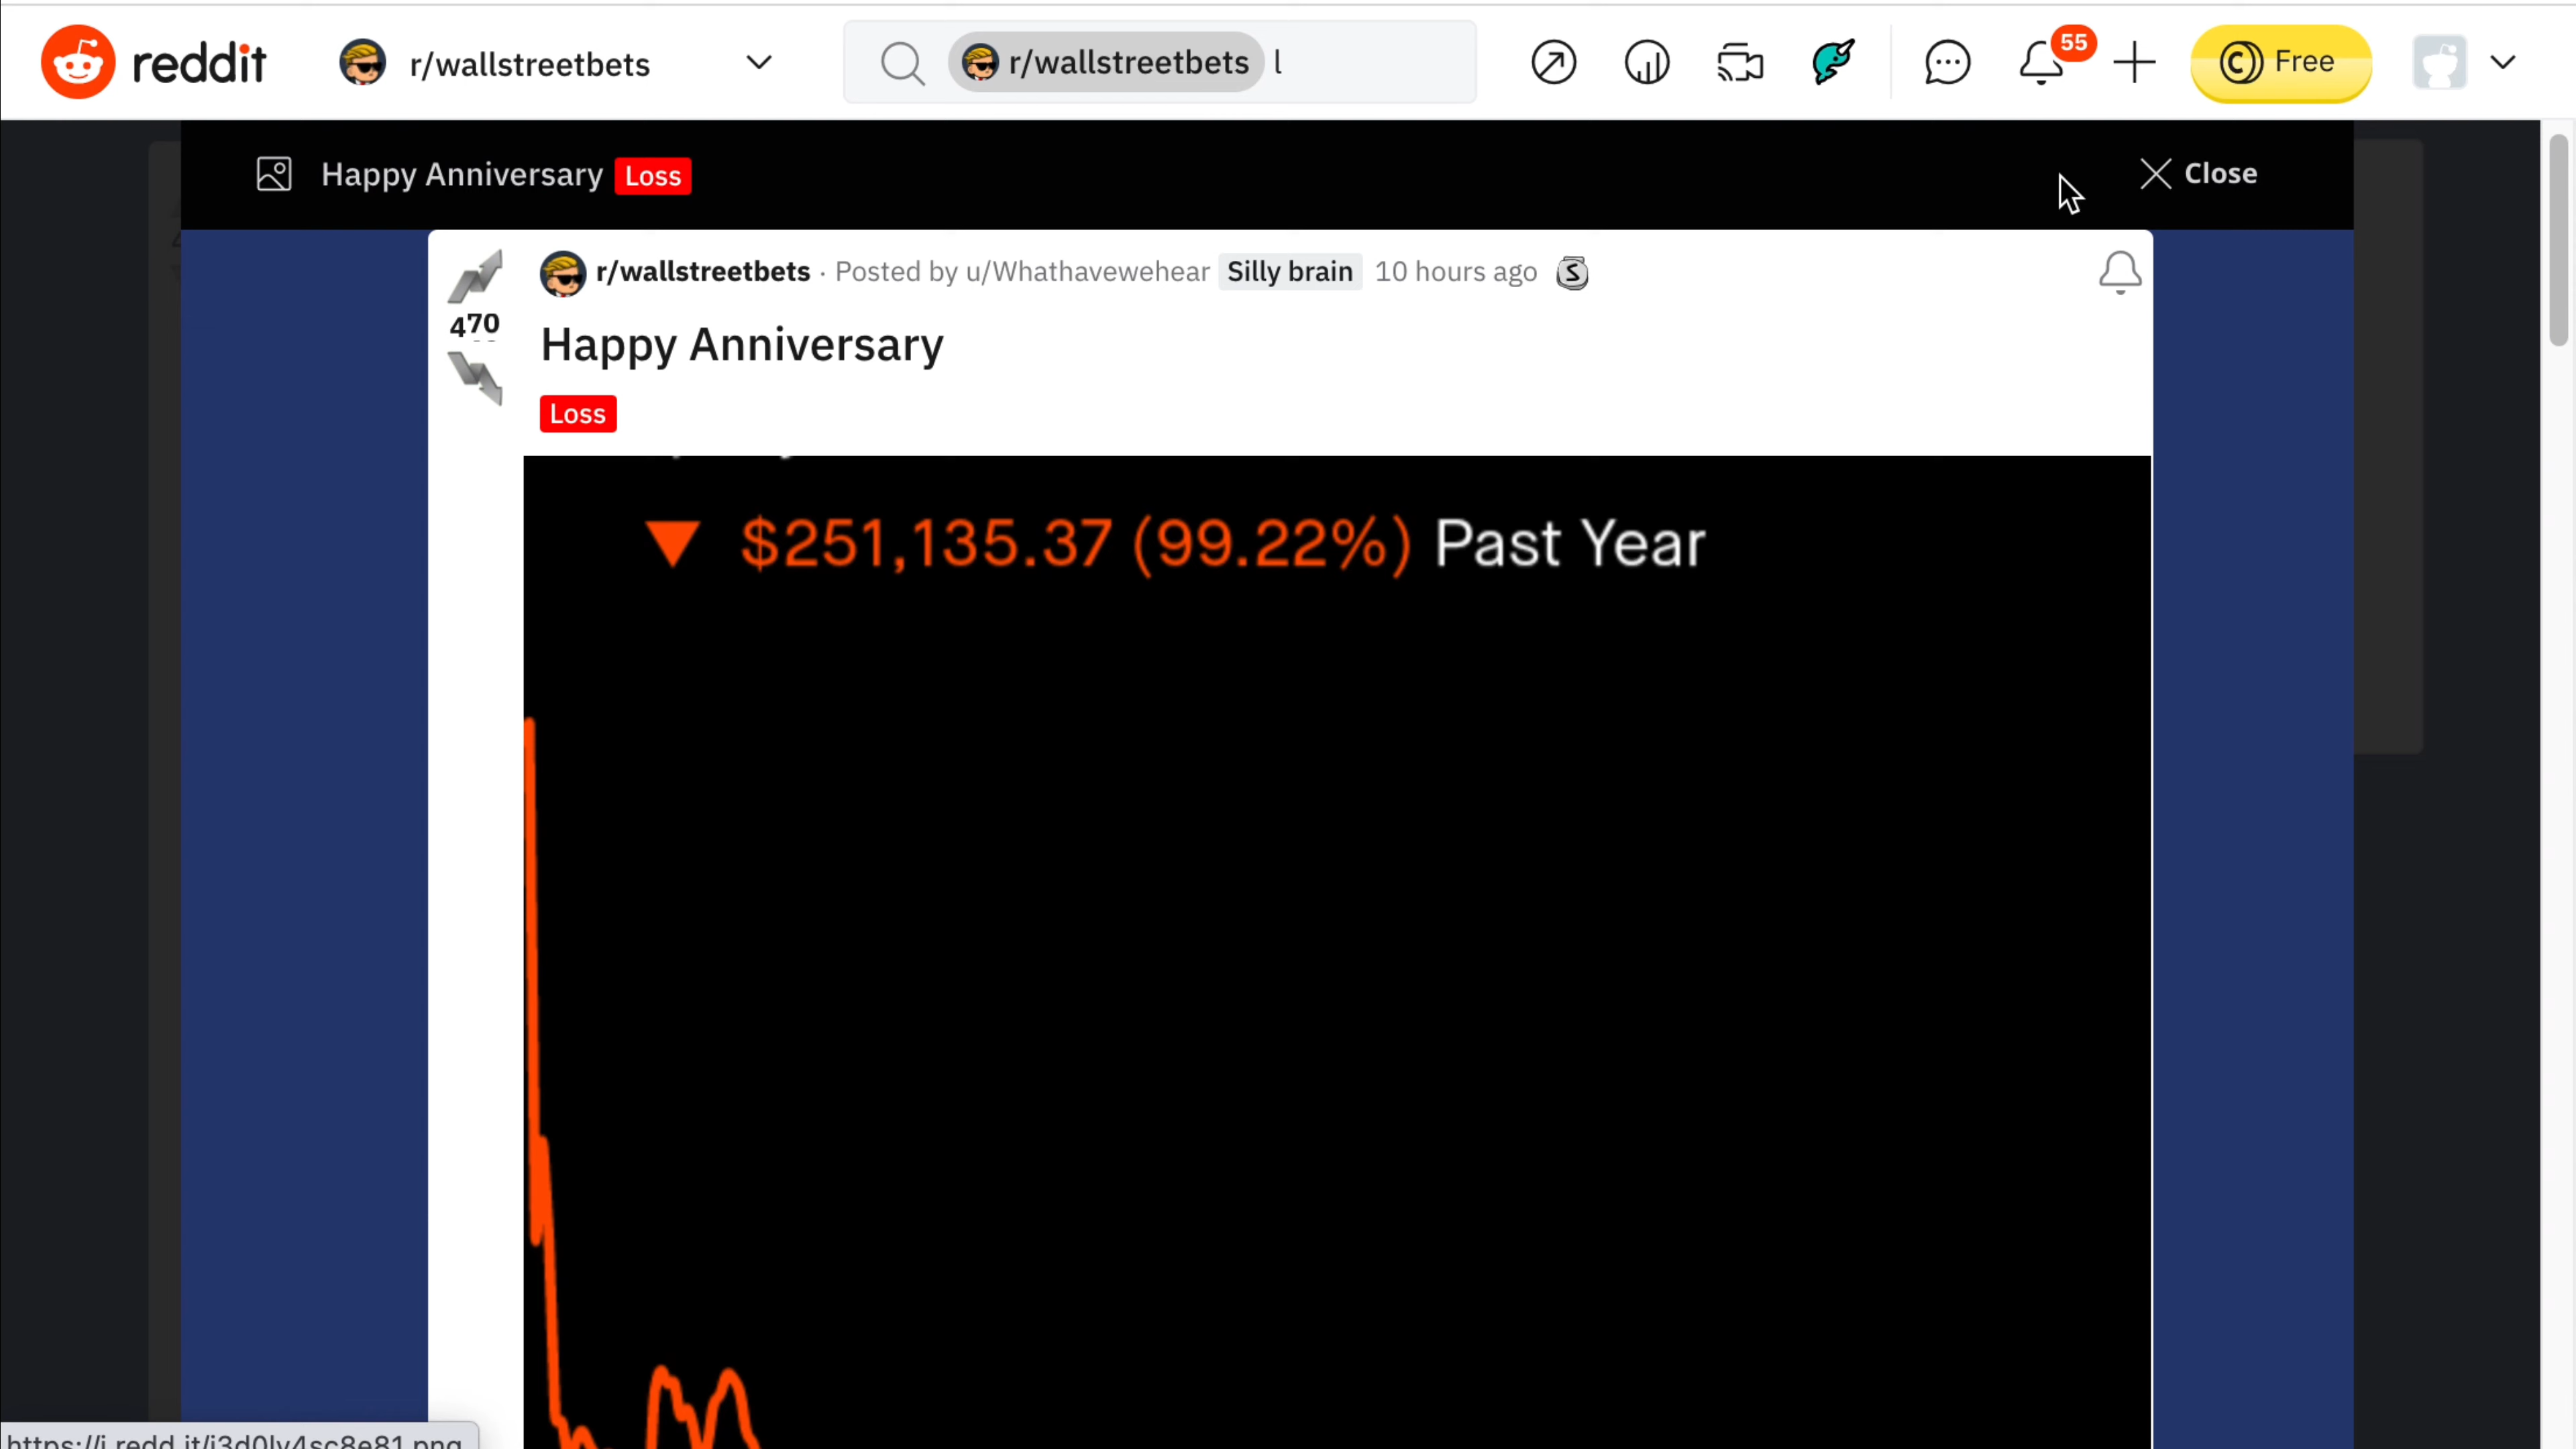 reddit r/wallstreetbets r/wallstreetbets l 55 Free
Happy Anniversary Loss Close
r/wallstreetbets · Posted by u/Whathavewehear Silly brain 10 hours ago
470
Happy Anniversary
Loss
▼ $251,135.37 (99.22%) Past Year